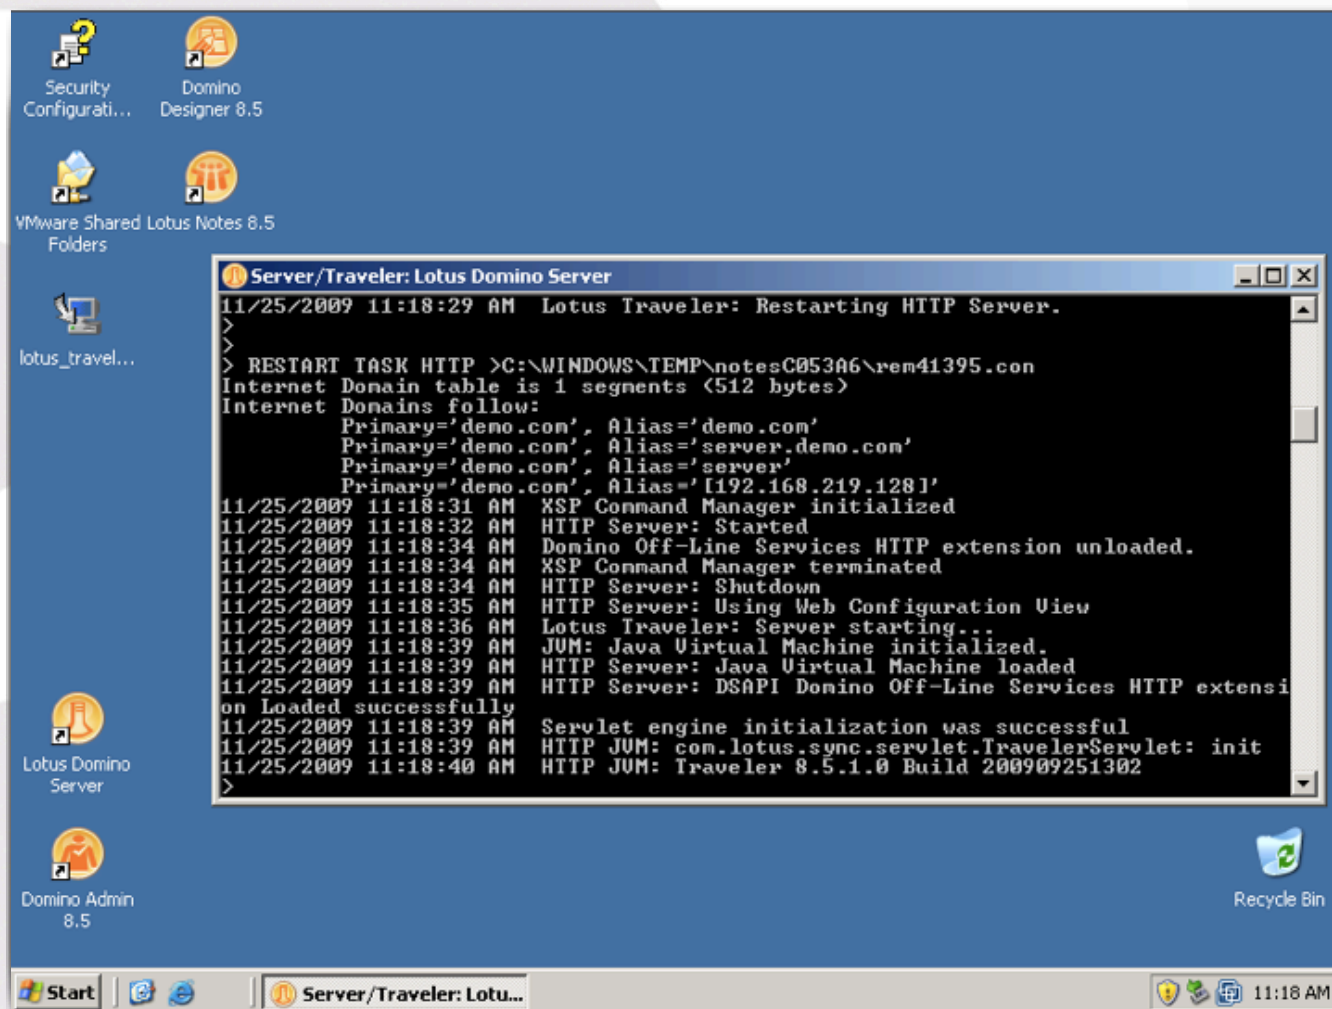 Security
Configurati...
Domino
Designer 8.5
VMware Shared
Folders
Lotus Notes 8.5
lotus_travel...
Server/Traveler: Lotus Domino Server
11/25/2009 11:18:29 AM  Lotus Traveler: Restarting HTTP Server.
>
>
> RESTART TASK HTTP >C:\WINDOWS\TEMP\notesC053A6\rem41395.con
Internet Domain table is 1 segments (512 bytes)
Internet Domains follow:
Primary='demo.com', Alias='demo.com'
Primary='demo.com', Alias='server.demo.com'
Primary='demo.com', Alias='server'
Primary='demo.com', Alias='[192.168.219.128]'
11/25/2009 11:18:31 AM  XSP Command Manager initialized
11/25/2009 11:18:32 AM  HTTP Server: Started
11/25/2009 11:18:34 AM  Domino Off-Line Services HTTP extension unloaded.
11/25/2009 11:18:34 AM  XSP Command Manager terminated
11/25/2009 11:18:34 AM  HTTP Server: Shutdown
11/25/2009 11:18:35 AM  HTTP Server: Using Web Configuration View
11/25/2009 11:18:36 AM  Lotus Traveler: Server starting...
11/25/2009 11:18:39 AM  JVM: Java Virtual Machine initialized.
11/25/2009 11:18:39 AM  HTTP Server: Java Virtual Machine loaded
11/25/2009 11:18:39 AM  HTTP Server: DSAPI Domino Off-Line Services HTTP extensi
on Loaded successfully
11/25/2009 11:18:39 AM  Servlet engine initialization was successful
11/25/2009 11:18:39 AM  HTTP JVM: com.lotus.sync.servlet.TravelerServlet: init
11/25/2009 11:18:40 AM  HTTP JVM: Traveler 8.5.1.0 Build 200909251302
>
Lotus Domino
Server
Domino Admin
8.5
Recycle Bin
Start
Server/Traveler: Lotu...
11:18 AM